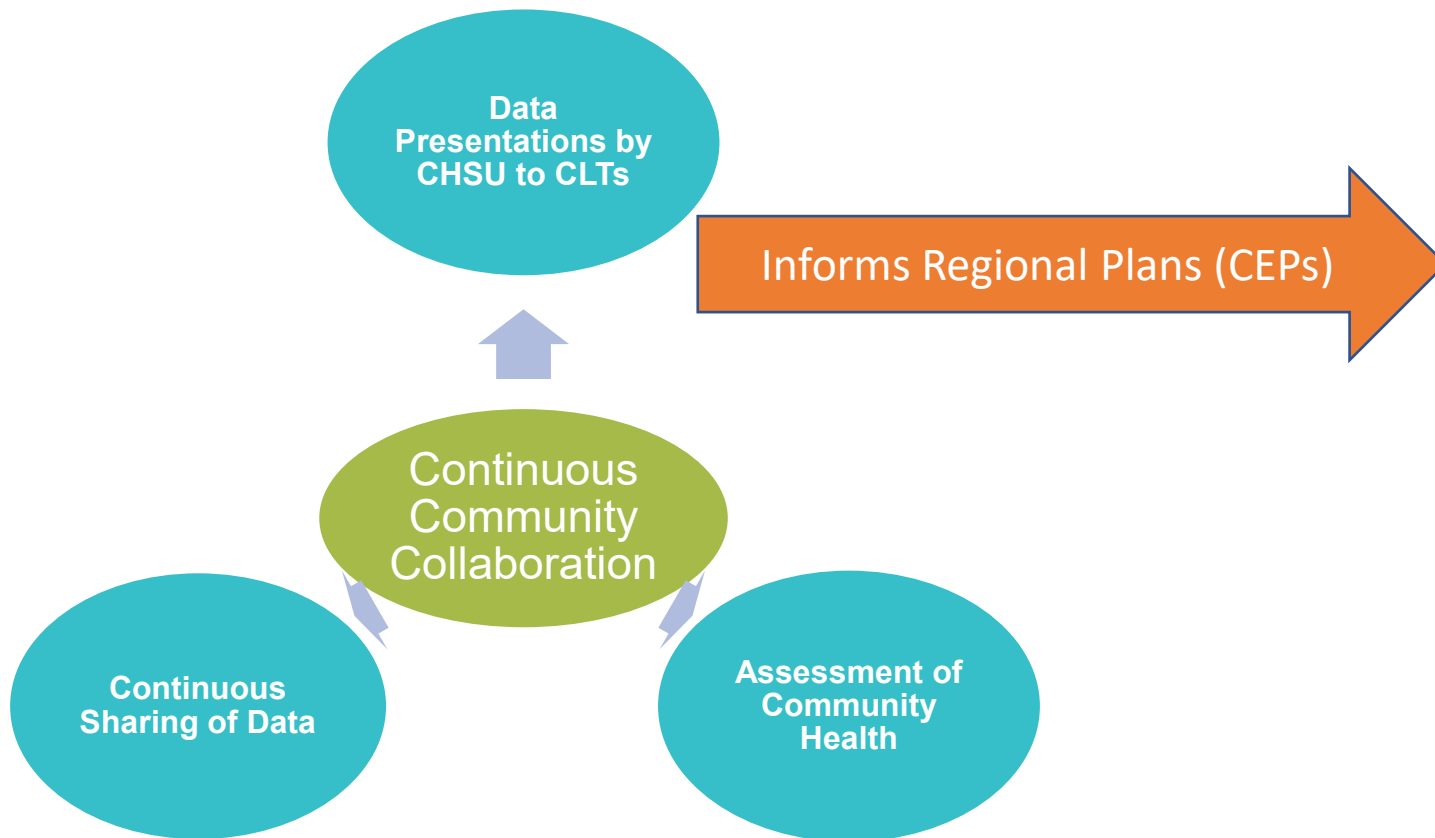 Data
Presentations by
CHSU to CLTs
Informs Regional Plans (CEPs)
Continuous
Community
Collaboration
Continuous
Sharing of Data
Assessment of
Community
Health